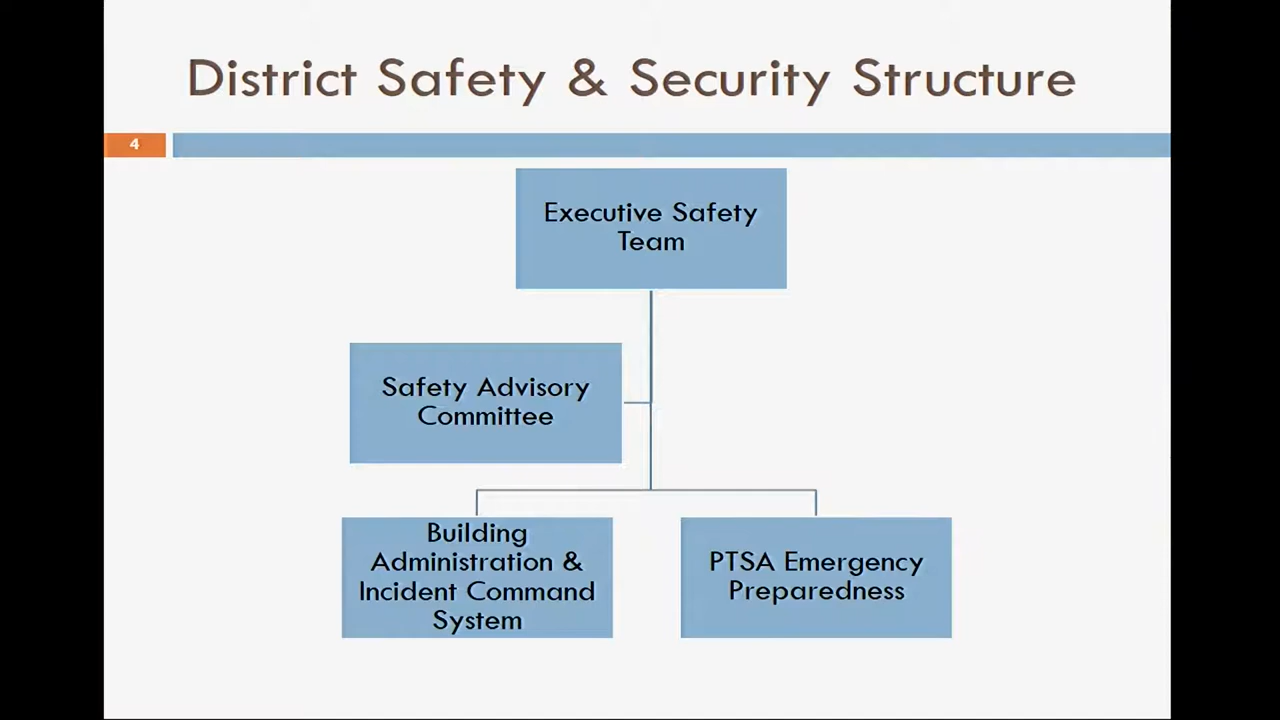 District Safety & Security Structure
4
Executive Safety
Team
Safety Advisory
Committee
Building
Administration &
Incident Command
System
PTSA Emergency
Preparedness